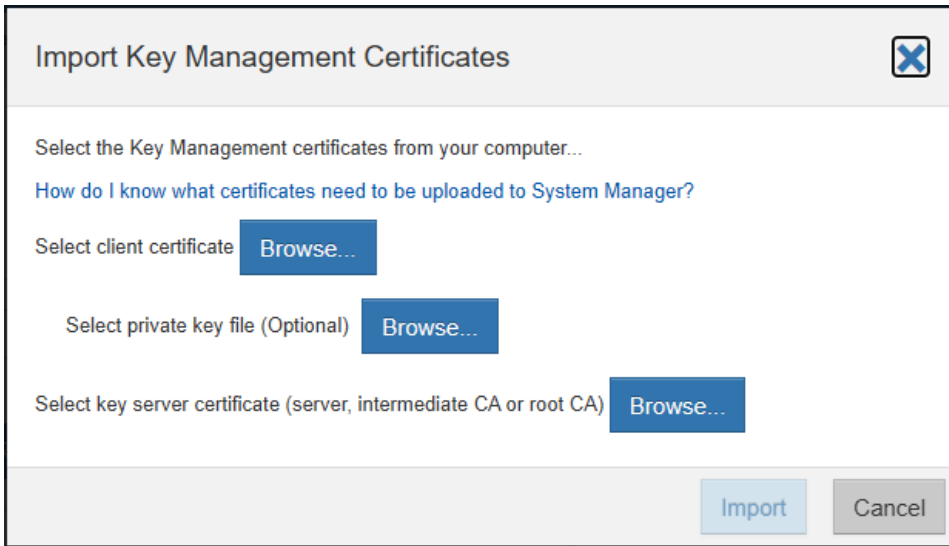 Import Key Management Certificates
Select the Key Management certificates from your computer...
How do I know what certificates need to be uploaded to System Manager?
Select client certificate Browse...
Select private key file (Optional) Browse...
Select key server certificate (server, intermediate CA or root CA) Browse...
Import Cancel